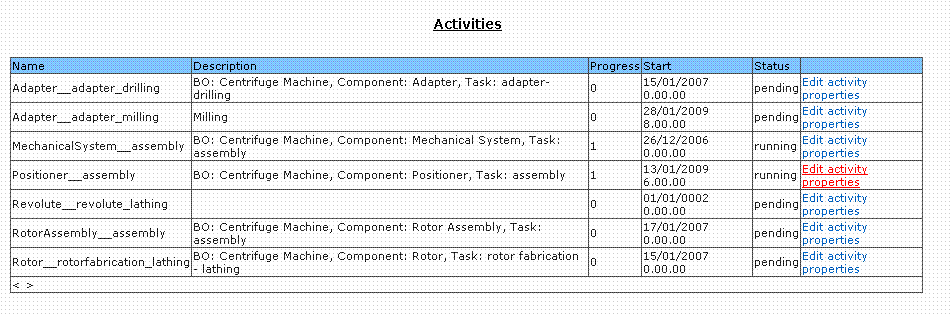 Activities
Name Description Progress Start Status
Adapter__adapter_drilling BO: Centrifuge Machine, Component: Adapter, Task: adapter-drilling 0 15/01/2007 0.00.00 pending Edit activity properties
Adapter__adapter_milling Milling 0 28/01/2009 8.00.00 pending Edit activity properties
MechanicalSystem__assembly BO: Centrifuge Machine, Component: Mechanical System, Task: assembly 1 26/12/2006 0.00.00 running Edit activity properties
Positioner__assembly BO: Centrifuge Machine, Component: Positioner, Task: assembly 1 13/01/2009 6.00.00 running Edit activity properties
Revolute__revolute_lathing 0 01/01/0002 0.00.00 pending Edit activity properties
RotorAssembly__assembly BO: Centrifuge Machine, Component: Rotor Assembly, Task: assembly 0 17/01/2007 0.00.00 pending Edit activity properties
Rotor__rotorfabrication_lathing BO: Centrifuge Machine, Component: Rotor, Task: rotor fabrication - lathing 0 15/01/2007 0.00.00 pending Edit activity properties
< >